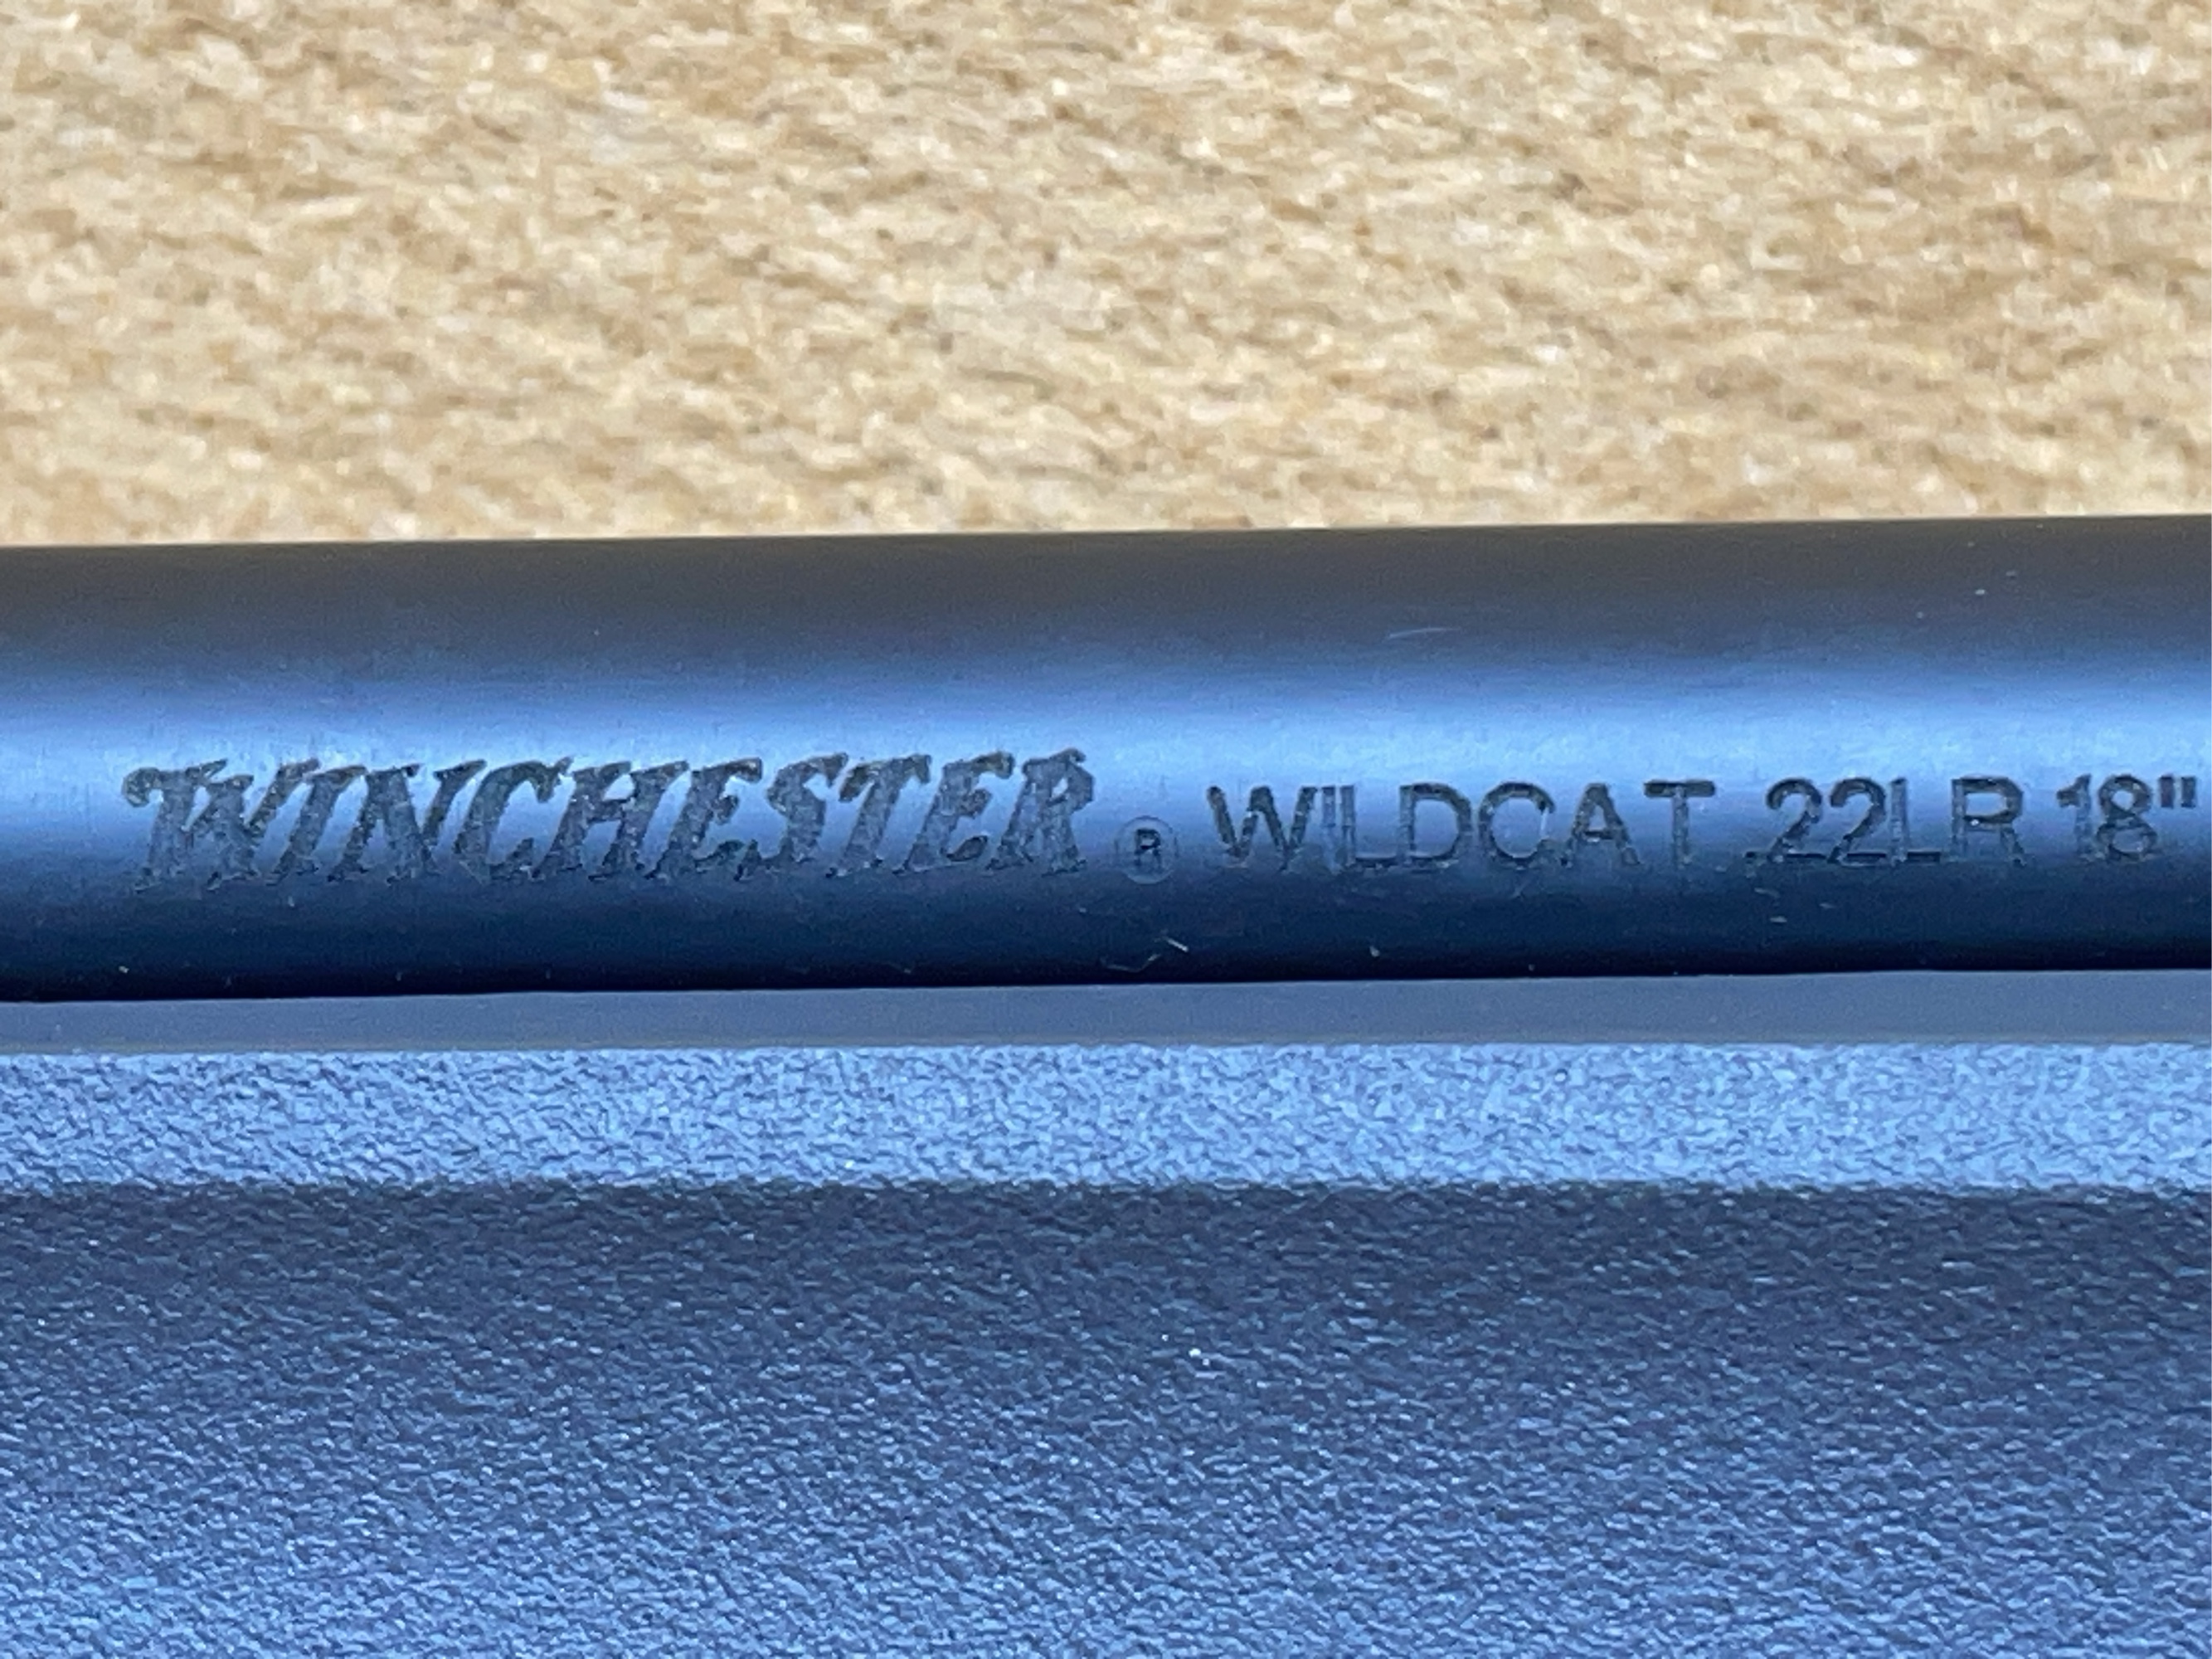 WINCHESTER ® WILDCAT .22LR 18"